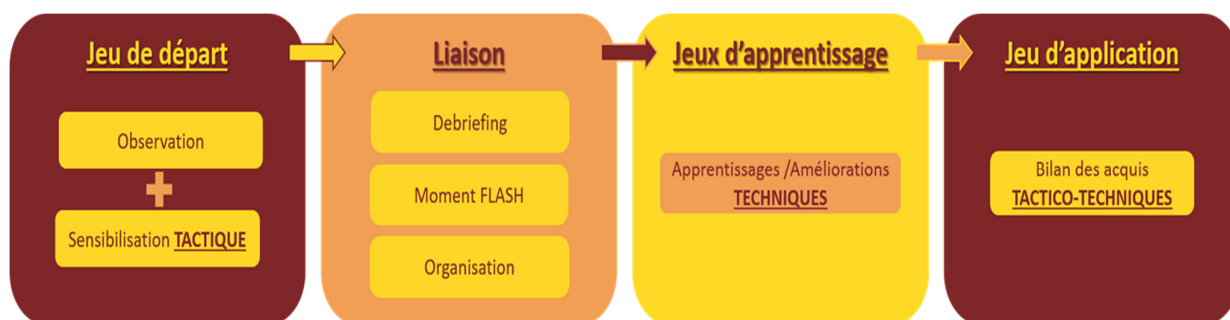 Jeu de départ
Observation
Sensibilisation TACTIQUE
Liaison
Debriefing
Moment FLASH
Organisation
Jeux d’apprentissage
Apprentissages /Améliorations
TECHNIQUES
Jeu d’application
Bilan des acquis
TACTICO-TECHNIQUES